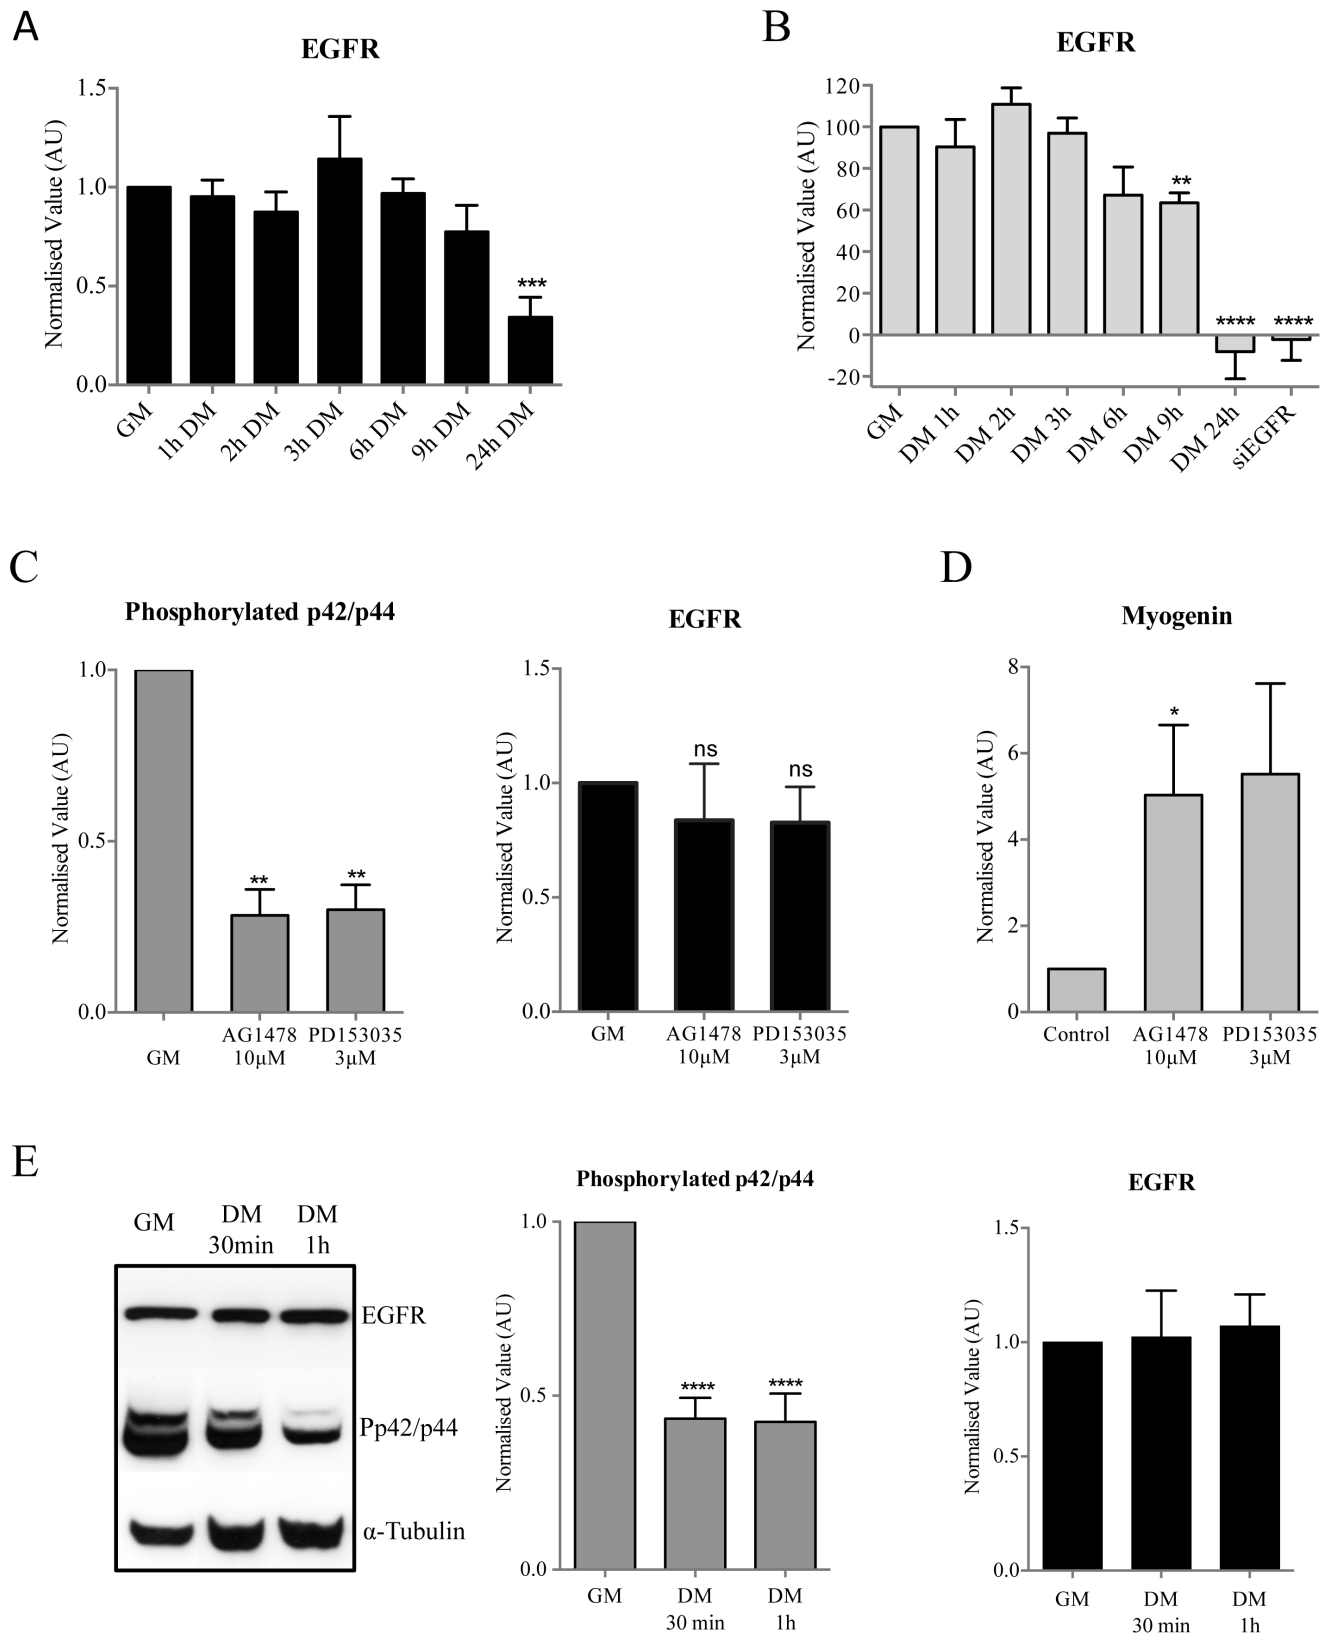 A
EGFR
Normalised Value (AU)
1.5
1.0
0.5
0.0
***
GM
1h DM
2h DM
3h DM
6h DM
9h DM
24h DM
B
EGFR
Normalised Value (AU)
120
100
80
60
40
20
0
-20
**
****
****
GM
DM 1h
DM 2h
DM 3h
DM 6h
DM 9h
DM 24h
siEGFR
C
Phosphorylated p42/p44
Normalised Value (AU)
1.0
0.5
0.0
**
**
GM
AG1478
10µM
PD153035
3µM
EGFR
Normalised Value (AU)
1.5
1.0
0.5
0.0
ns
ns
GM
AG1478
10µM
PD153035
3µM
D
Myogenin
Normalised Value (AU)
8
6
4
2
0
*
Control
AG1478
10µM
PD153035
3µM
E
GM
DM
30min
DM
1h
EGFR
Pp42/p44
α-Tubulin
Phosphorylated p42/p44
Normalised Value (AU)
1.0
0.5
0.0
****
****
GM
DM
30 min
DM
1h
EGFR
Normalised Value (AU)
1.5
1.0
0.5
0.0
GM
DM
30 min
DM
1h